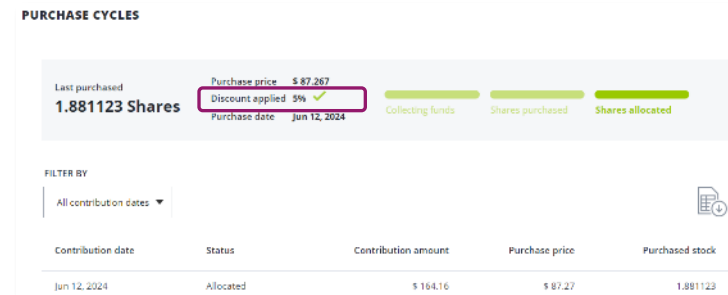 PURCHASE CYCLES
Last purchased
1.881123 Shares
Purchase price $ 87.267
Discount applied 5%
Purchase date Jun 12, 2024
Collecting funds Shares purchased Shares allocated
FILTER BY
All contribution dates
Contribution date Status Contribution amount Purchase price Purchased stock
Jun 12, 2024 Allocated $ 164.16 $ 87.27 1.881123